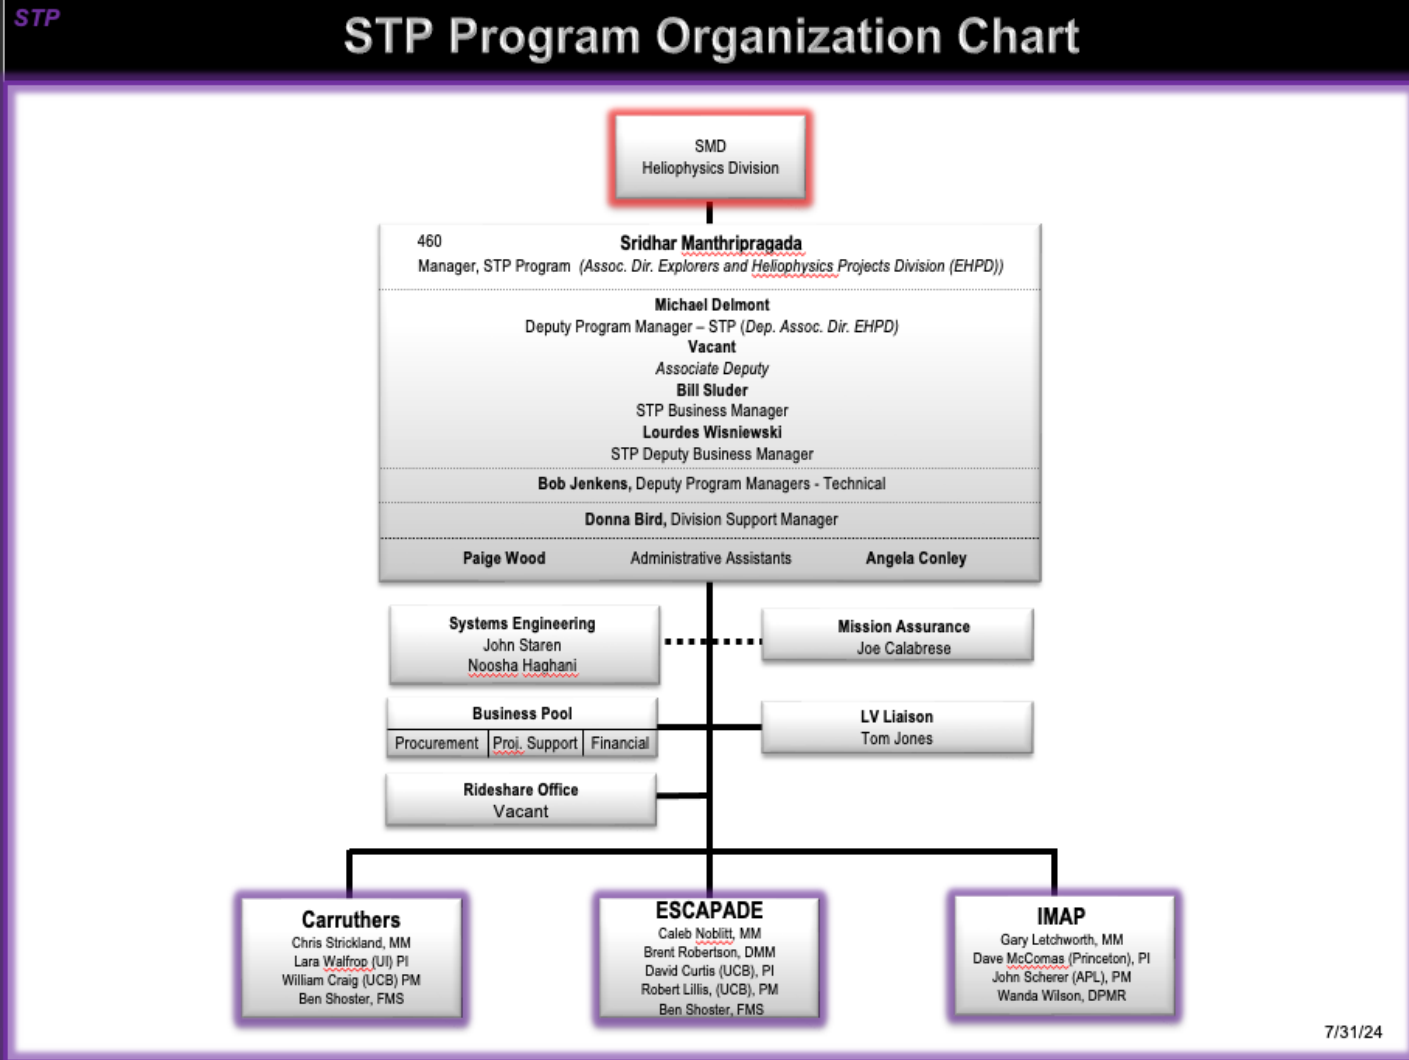 STP
STP Program Organization Chart
SMD
Heliophysics Division
460
Sridhar Manthripragada
Manager, STP Program (Assoc. Dir. Explorers and Heliophysics Projects Division (EHPD))
Michael Delmont
Deputy Program Manager – STP (Dep. Assoc. Dir. EHPD)
Vacant
Associate Deputy
Bill Sluder
STP Business Manager
Lourdes Wisniewski
STP Deputy Business Manager
Bob Jenkens, Deputy Program Managers - Technical
Donna Bird, Division Support Manager
Paige Wood Administrative Assistants Angela Conley
Systems Engineering
John Staren
Noosha Haghani
Mission Assurance
Joe Calabrese
Business Pool
Procurement Proj. Support Financial
LV Liaison
Tom Jones
Rideshare Office
Vacant
Carruthers
Chris Strickland, MM
Lara Walfrop (UI) PI
William Craig (UCB) PM
Ben Shoster, FMS
ESCAPADE
Caleb Noblitt, MM
Brent Robertson, DMM
David Curtis (UCB), PI
Robert Lillis, (UCB), PM
Ben Shoster, FMS
IMAP
Gary Letchworth, MM
Dave McComas (Princeton), PI
John Scherer (APL), PM
Wanda Wilson, DPMR
7/31/24